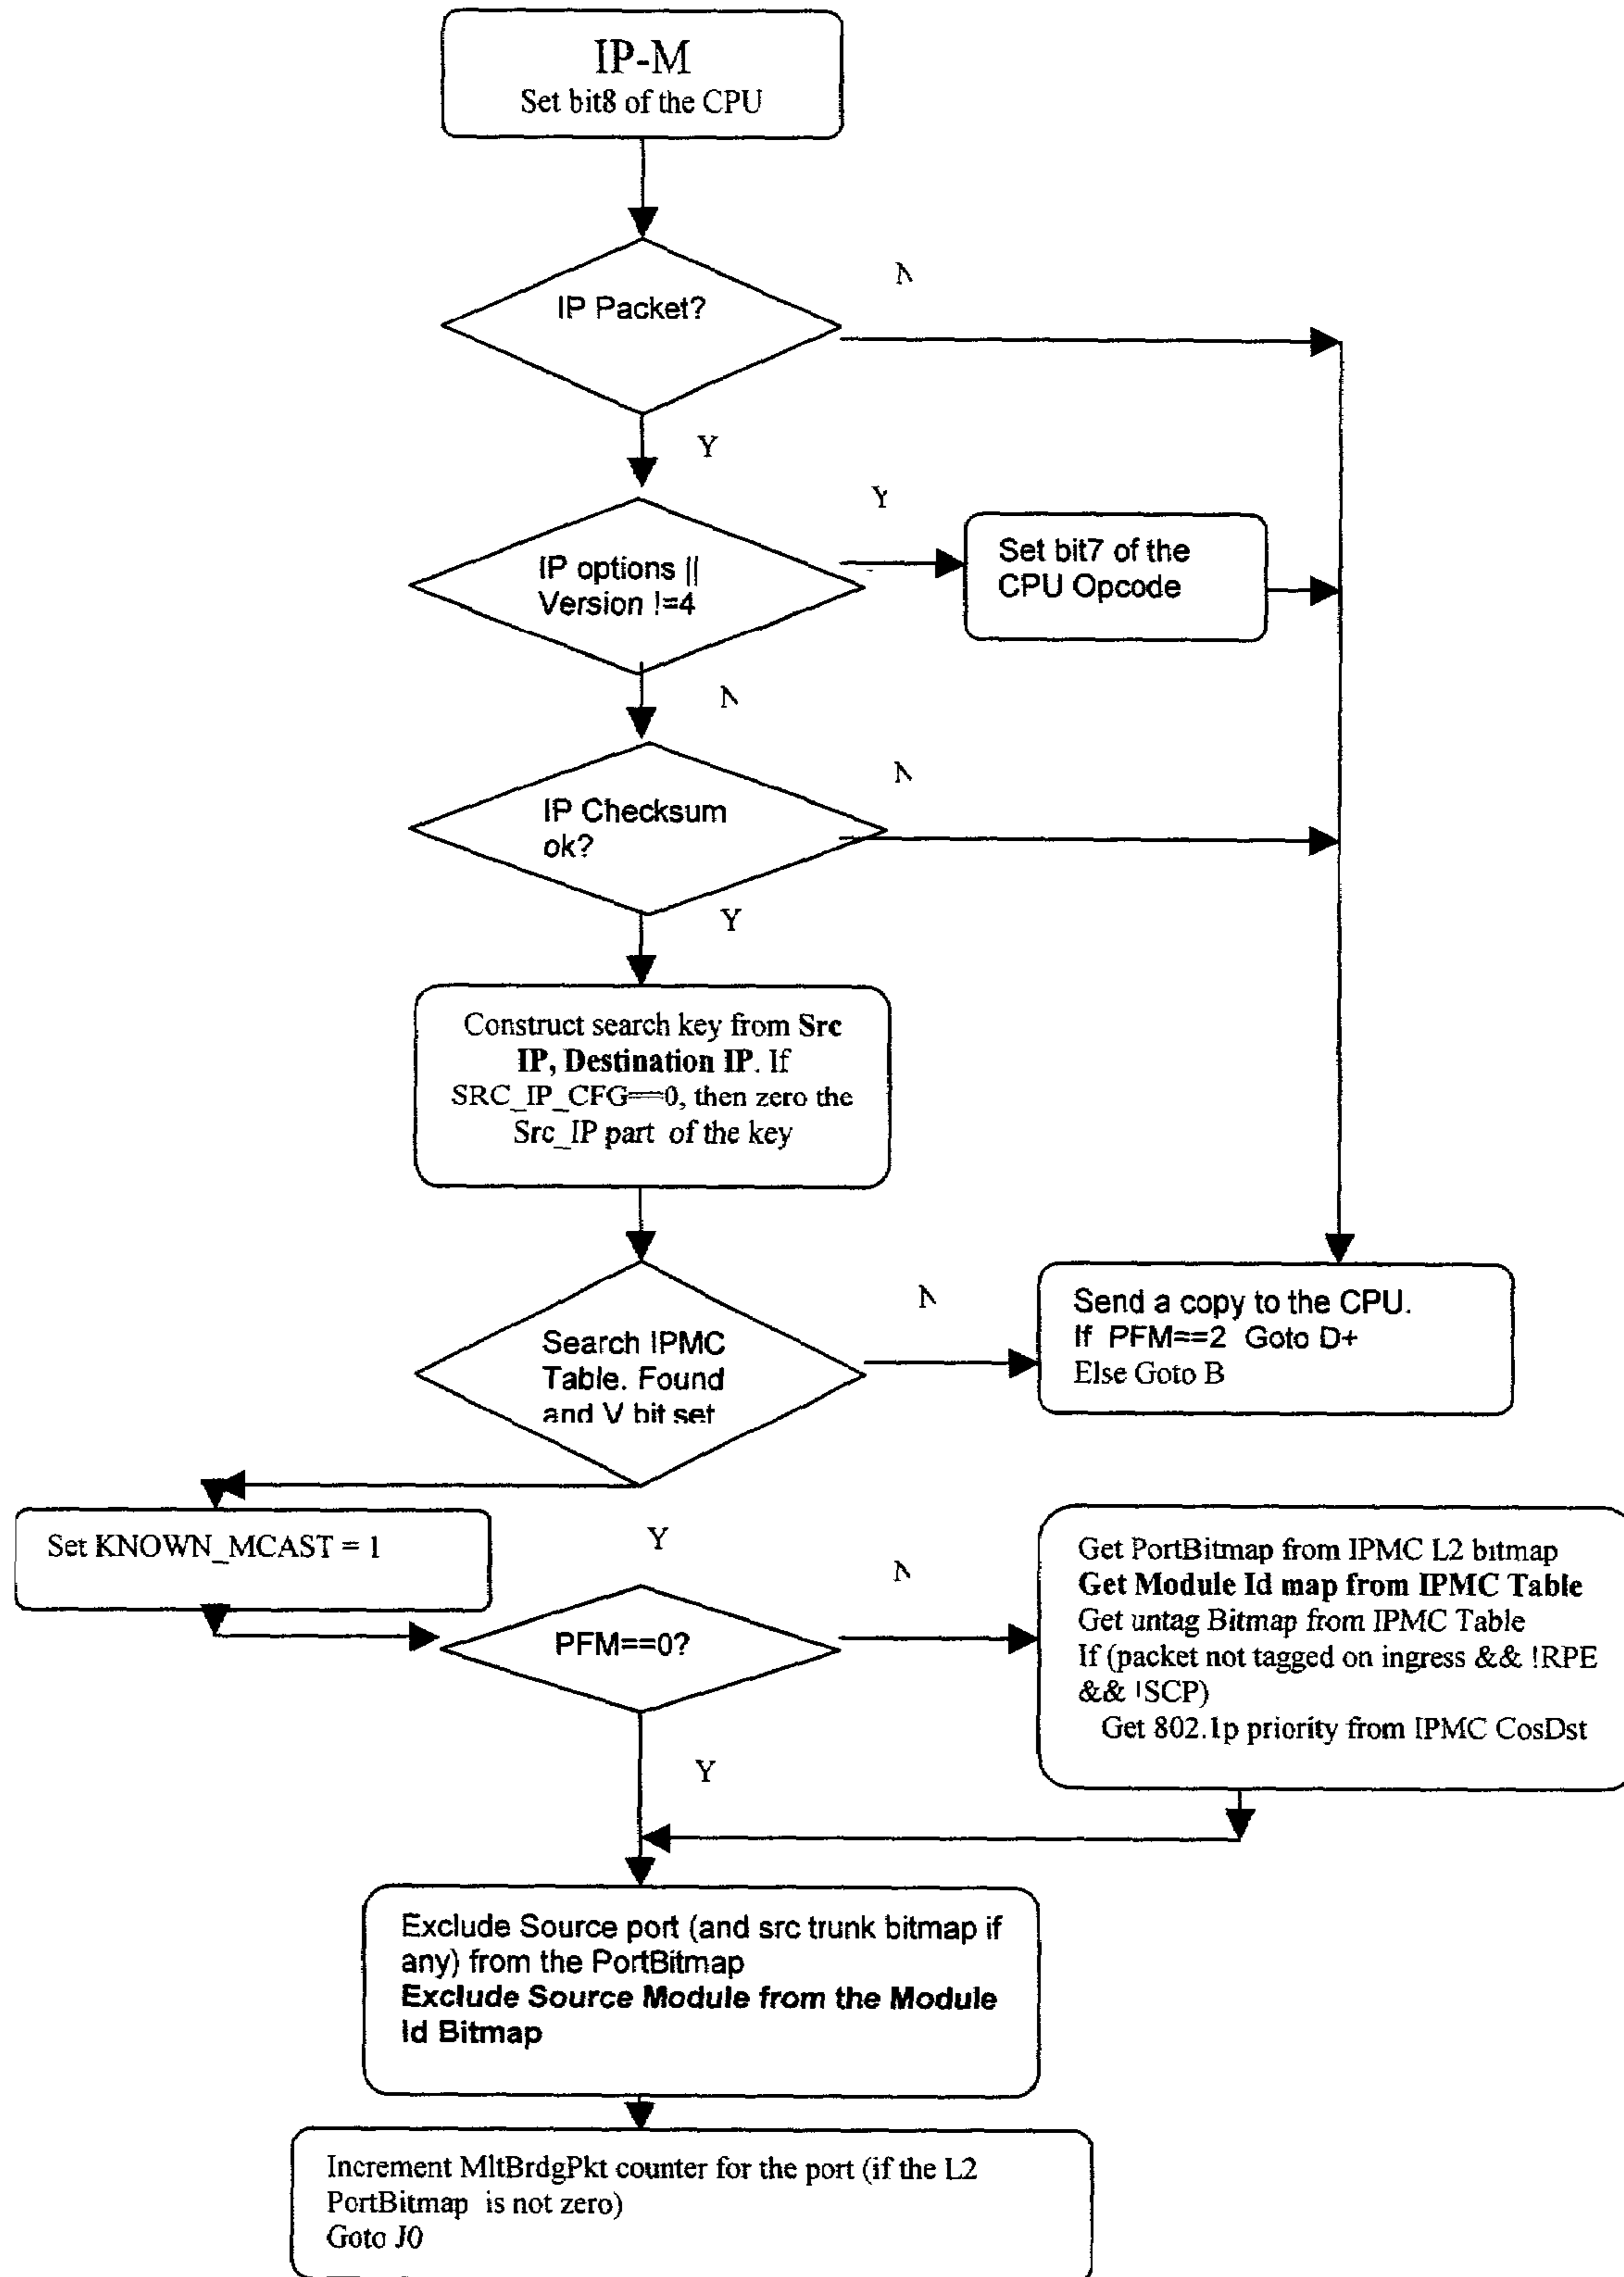 IP-M
Set bit8 of the CPU
IP Packet?
N
Y
IP options ||
Version !=4
Y
Set bit7 of the
CPU Opcode
N
IP Checksum
ok?
N
Y
Construct search key from Src
IP, Destination IP. If
SRC_IP_CFG==0, then zero the
Src_IP part of the key
Search IPMC
Table. Found
and V bit set
N
Send a copy to the CPU.
If PFM==2 Goto D+
Else Goto B
Set KNOWN_MCAST = 1
Y
PFM==0?
N
Get PortBitmap from IPMC L2 bitmap
Get Module Id map from IPMC Table
Get untag Bitmap from IPMC Table
If (packet not tagged on ingress && !RPE
&& !SCP)
Get 802.1p priority from IPMC CosDst
Y
Exclude Source port (and src trunk bitmap if
any) from the PortBitmap
Exclude Source Module from the Module
Id Bitmap
Increment MltBrdgPkt counter for the port (if the L2
PortBitmap is not zero)
Goto J0